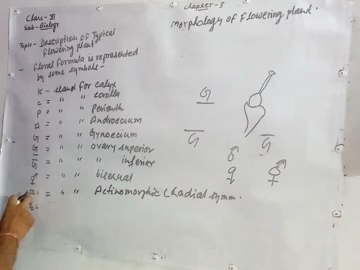 Class - XI
Sub - Biology
Chapter - 5
Morphology of Flowering plant
Topic - Description of Typical
flowering plant
- Floral formula is represented
by some symbols -
K - stand for calyx
C = " " corolla
P = " " Perianth
A = " " Androecium
G = " " Gynoecium
G = " " ovary superior
G = " " " inferior
⚥ = " " bisexual
= " " Actinomorphic (Radial symm.
G
G G